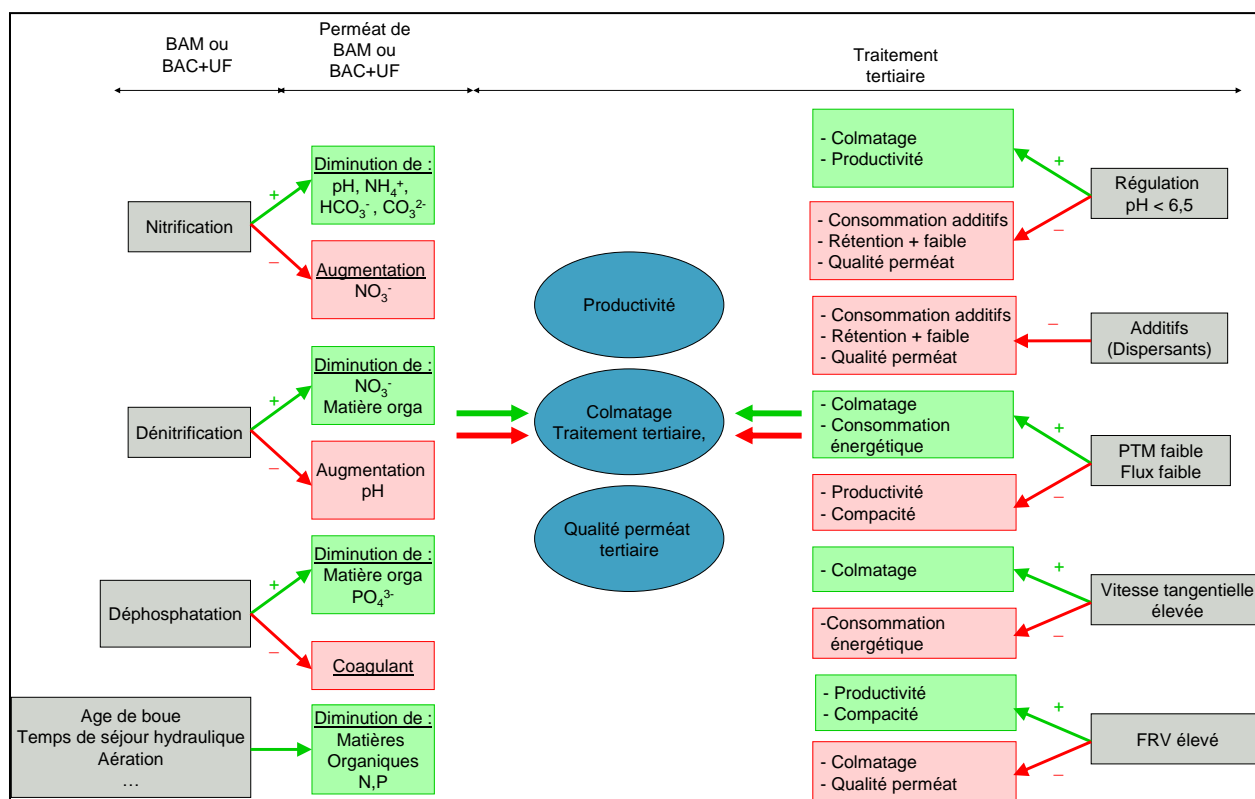 BAM ou
BAC+UF
Perméat de
BAM ou
BAC+UF
Traitement
tertiaire
Nitrification
+
−
Diminution de :
pH, NH₄⁺,
HCO₃⁻ , CO₃²⁻
Augmentation
NO₃⁻
Dénitrification
+
−
Diminution de :
NO₃⁻
Matière orga
Augmentation
pH
Déphosphatation
+
−
Diminution de :
Matière orga
PO₄³⁻
Coagulant
Age de boue
Temps de séjour hydraulique
Aération
…
Diminution de :
Matières
Organiques
N,P
Productivité
Colmatage
Traitement tertiaire,
Qualité perméat
tertiaire
- Colmatage
- Productivité
- Consommation additifs
- Rétention + faible
- Qualité perméat
+
−
Régulation
pH < 6,5
- Consommation additifs
- Rétention + faible
- Qualité perméat
−
Additifs
(Dispersants)
- Colmatage
- Consommation
énergétique
- Productivité
- Compacité
+
−
PTM faible
Flux faible
- Colmatage
-Consommation
énergétique
+
−
Vitesse tangentielle
élevée
- Productivité
- Compacité
- Colmatage
- Qualité perméat
+
−
FRV élevé